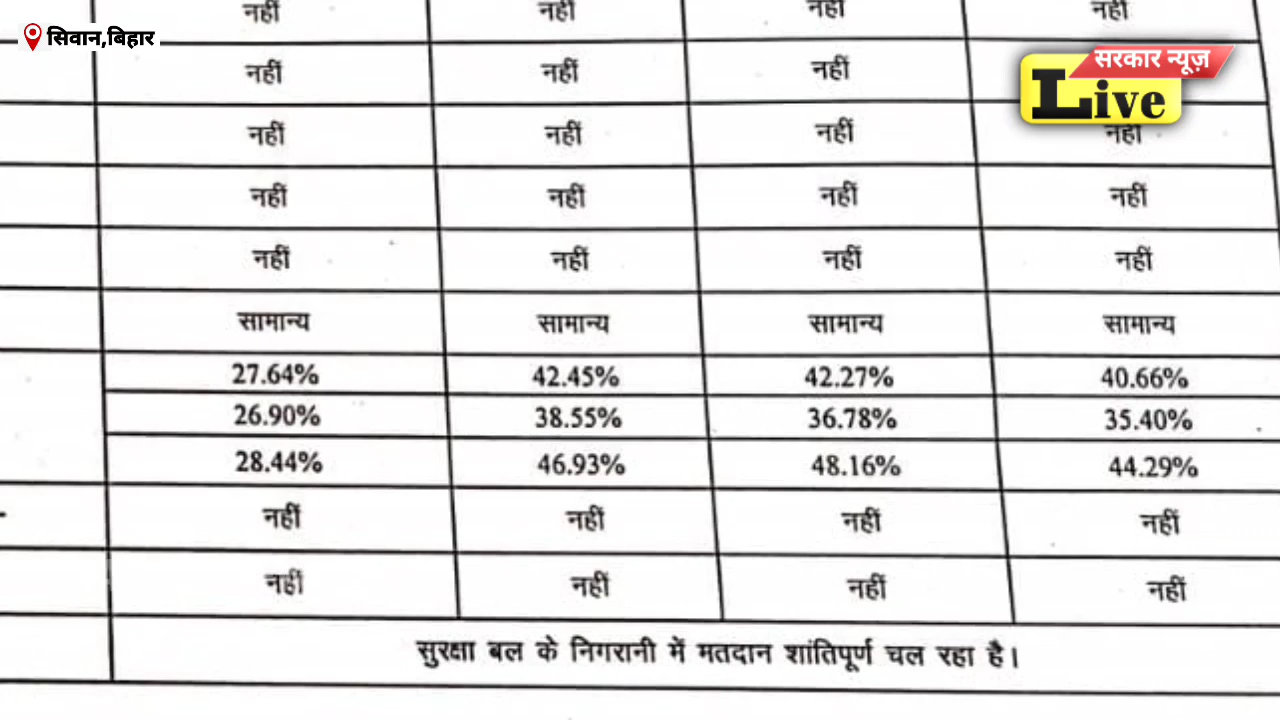 नहीं नहीं नहीं नहीं
सिवान,बिहार
सरकार न्यूज़
Live
नहीं नहीं नहीं
नहीं नहीं नहीं नहीं
नहीं नहीं नहीं नहीं
नहीं नहीं नहीं नहीं
सामान्य सामान्य सामान्य सामान्य
27.64% 42.45% 42.27% 40.66%
26.90% 38.55% 36.78% 35.40%
28.44% 46.93% 48.16% 44.29%
नहीं नहीं नहीं नहीं
नहीं नहीं नहीं नहीं
सुरक्षा बल के निगरानी में मतदान शांतिपूर्ण चल रहा है।